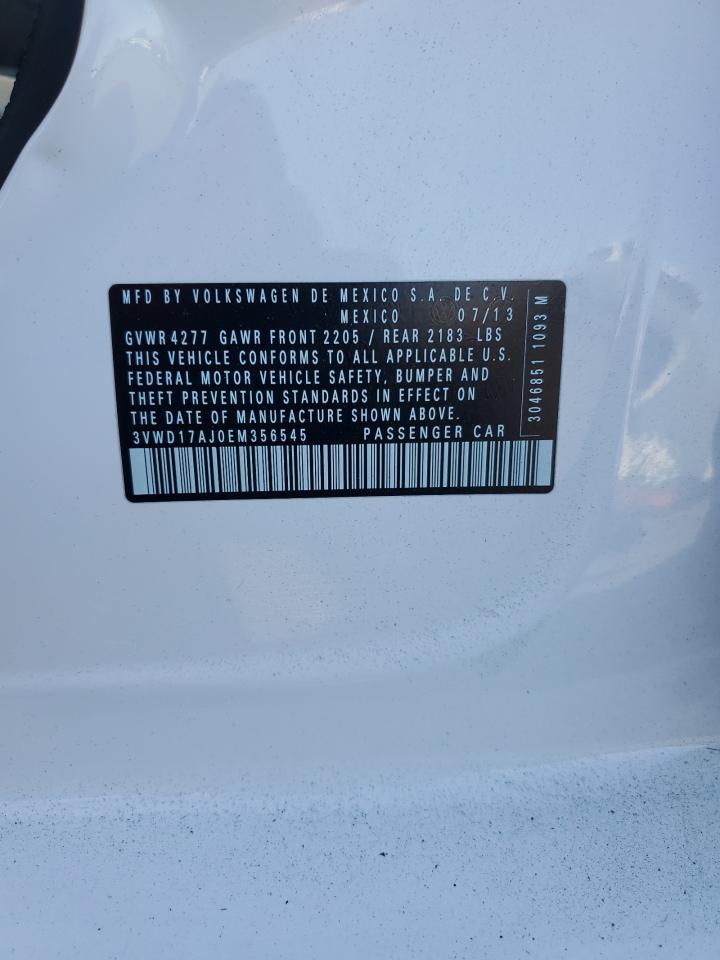 MFD BY VOLKSWAGEN DE MEXICO S.A. DE C.V.
MEXICO 07/13
GVWR 4277 GAWR FRONT 2205 / REAR 2183 LBS
THIS VEHICLE CONFORMS TO ALL APPLICABLE U.S.
FEDERAL MOTOR VEHICLE SAFETY, BUMPER AND
THEFT PREVENTION STANDARDS IN EFFECT ON
THE DATE OF MANUFACTURE SHOWN ABOVE.
3VWD17AJ0EM356545 PASSENGER CAR
3046851 1093 M